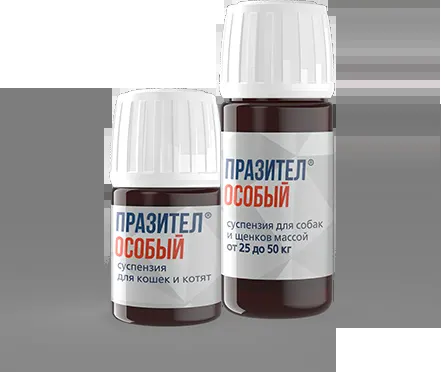 ПРАЗИТЕЛ®
ОСОБЫЙ
суспензия
для кошек и котят
ПРАЗИТЕЛ®
ОСОБЫЙ
суспензия для собак
и щенков массой
от 25 до 50 кг